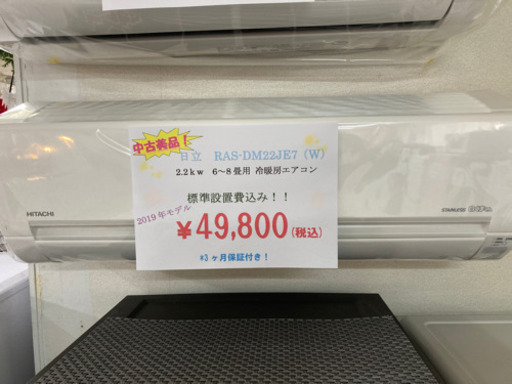 中古美品！
日立 RAS-DM22JE7（W）
2.2kw 6～8畳用 冷暖房エアコン
標準設置費込み！！
2019年モデル
¥49,800(税込)
*3ヶ月保証付き！
HITACHI
STAINLESS